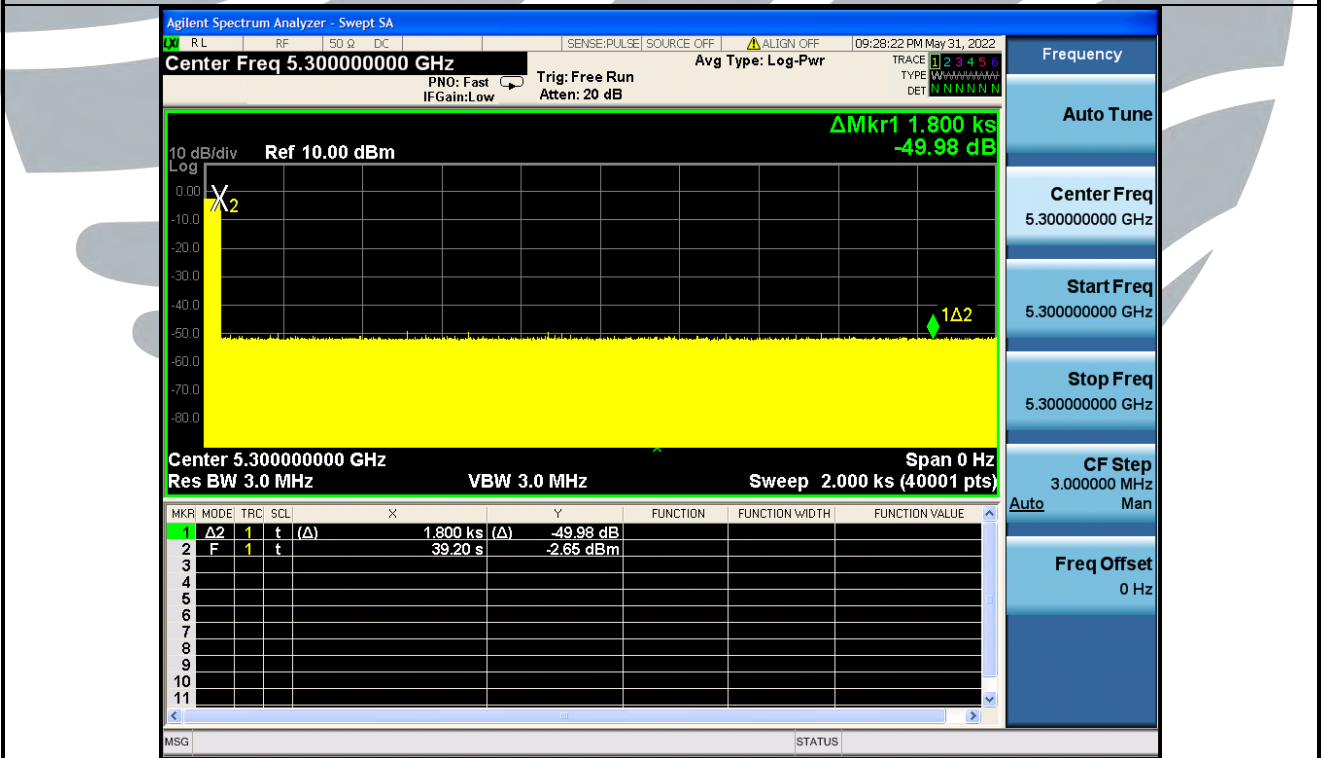 Agilent Spectrum Analyzer - Swept SA
LXI RL RF 50 Ω DC SENSE:PULSE SOURCE OFF ALIGN OFF 09:28:22 PM May 31, 2022
Center Freq 5.300000000 GHz
PNO: Fast
IFGain:Low
Trig: Free Run
Atten: 20 dB
Avg Type: Log-Pwr
TRACE 1 2 3 4 5 6
TYPE
DET N N N N N N
ΔMkr1 1.800 ks
-49.98 dB
10 dB/div Ref 10.00 dBm
Log
0.00
-10.0
-20.0
-30.0
-40.0
-50.0
-60.0
-70.0
-80.0
2
1Δ2
Center 5.300000000 GHz Span 0 Hz
Res BW 3.0 MHz VBW 3.0 MHz Sweep 2.000 ks (40001 pts)
MKR MODE TRC SCL X Y FUNCTION FUNCTION WIDTH FUNCTION VALUE
1 Δ2 1 t (Δ) 1.800 ks (Δ) -49.98 dB
2 F 1 t 39.20 s -2.65 dBm
3
4
5
6
7
8
9
10
11
MSG STATUS
Frequency
Auto Tune
Center Freq
5.300000000 GHz
Start Freq
5.300000000 GHz
Stop Freq
5.300000000 GHz
CF Step
3.000000 MHz
Auto Man
Freq Offset
0 Hz